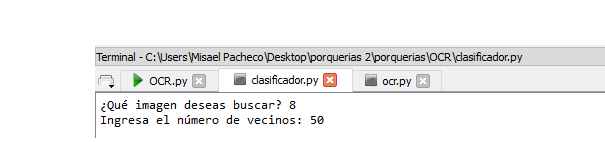 Terminal - C:\Users\Misael Pacheco\Desktop\porquerias 2\porquerias\OCR\clasificador.py
OCR.py clasificador.py ocr.py
¿Qué imagen deseas buscar? 8
Ingresa el número de vecinos: 50